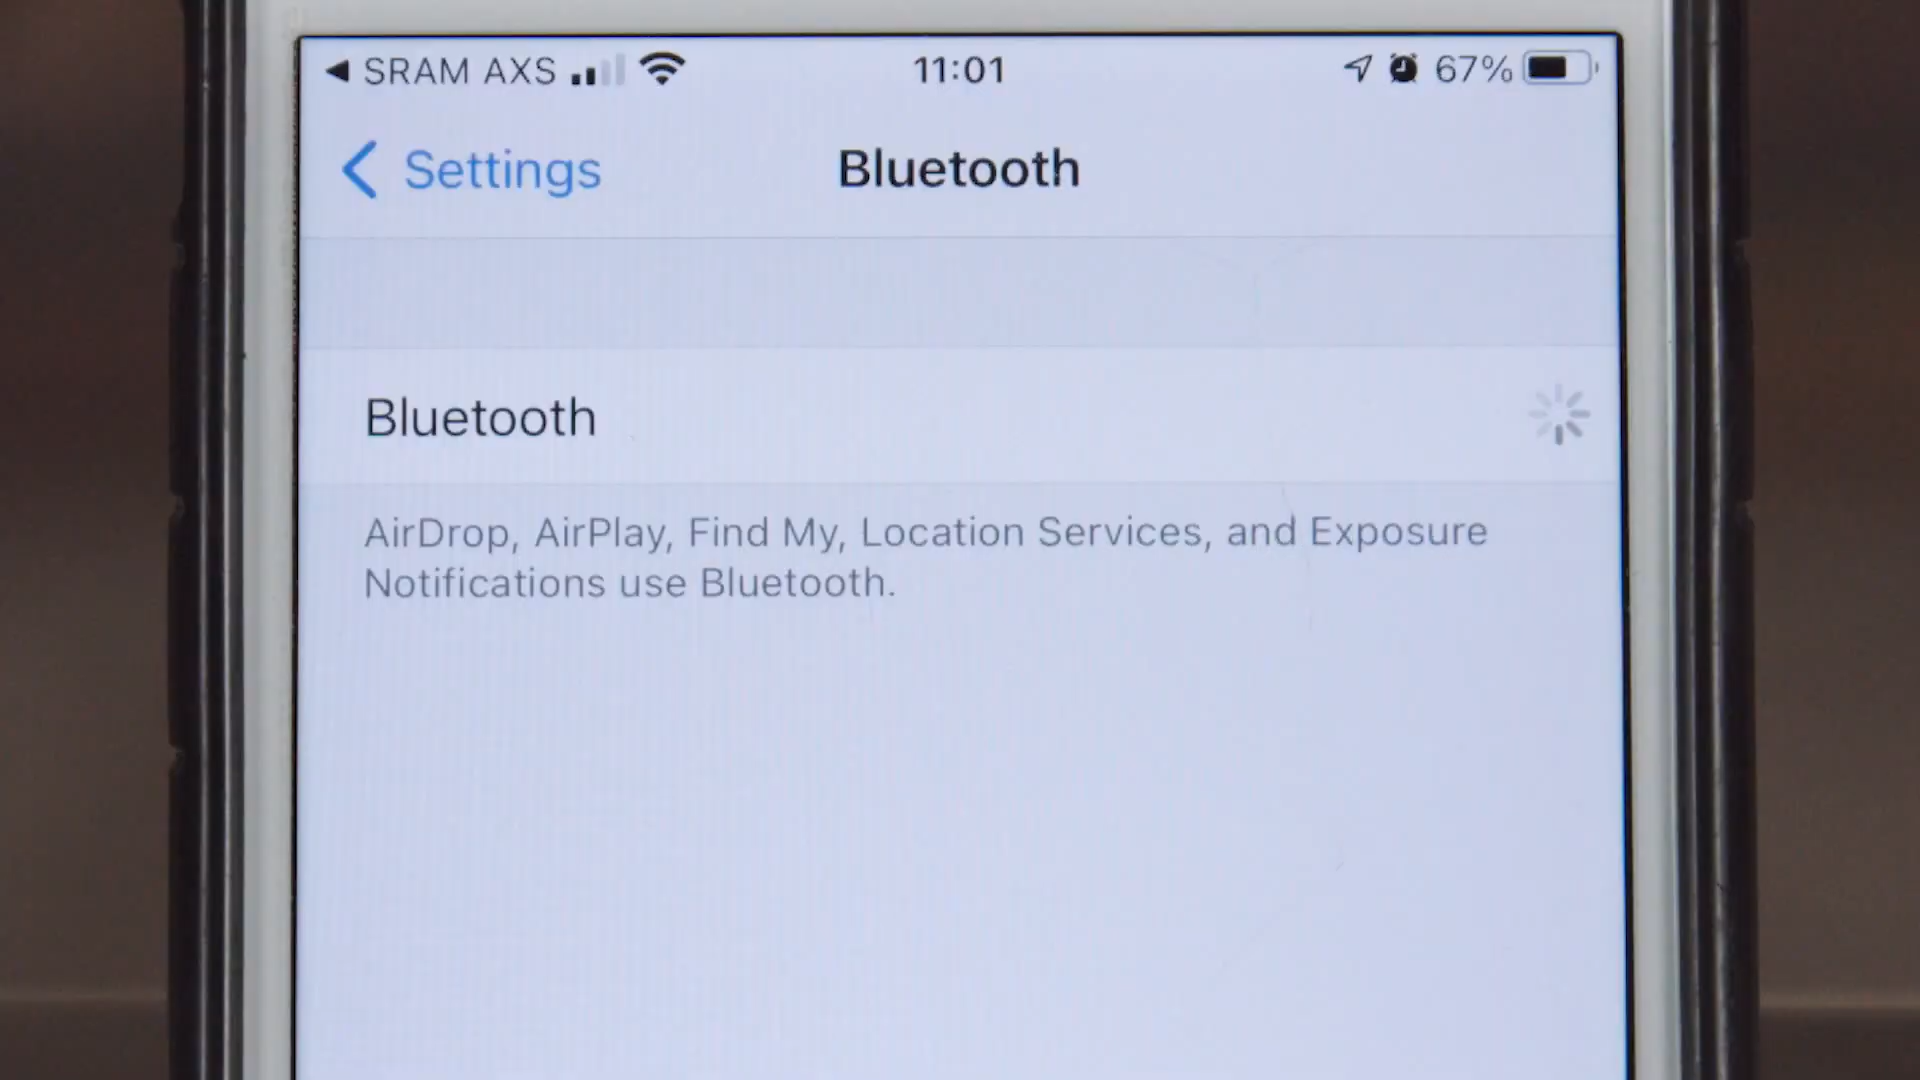 SRAM AXS 11:01 67%
Settings Bluetooth
Bluetooth
AirDrop, AirPlay, Find My, Location Services, and Exposure
Notifications use Bluetooth.